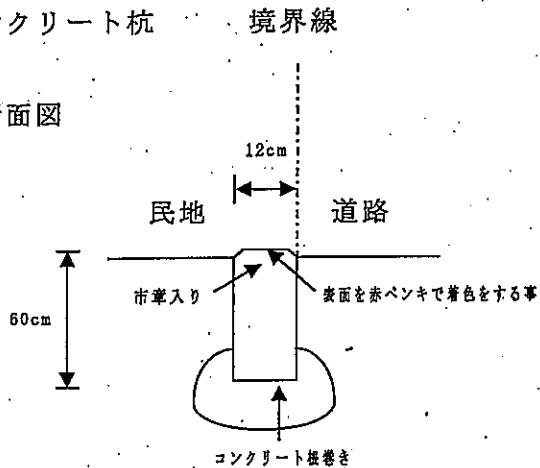 クリート杭　境界線
面図
12cm
民地　道路
市章入り　表面を赤ペンキで着色をする事
60cm
コンクリート根巻き